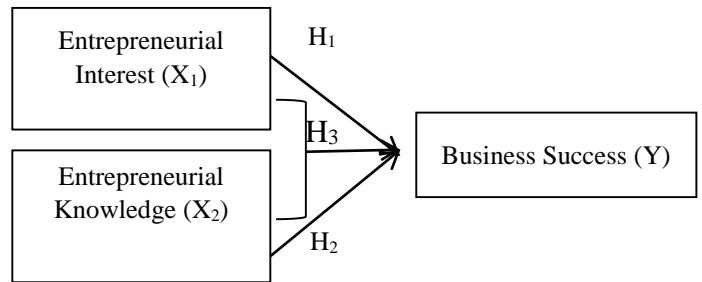 Entrepreneurial
Interest (X₁)
H₁
H₃
Business Success (Y)
Entrepreneurial
Knowledge (X₂)
H₂